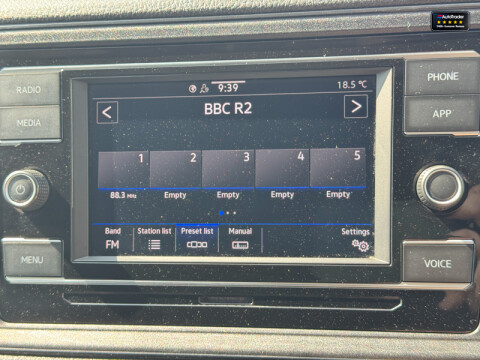 AutoTrader
RADIO
MEDIA
MENU
PHONE
APP
VOICE
9:39
18.5 °C
<
BBC R2
>
1 2 3 4 5
88.3 MHz Empty Empty Empty Empty
Band Station list Preset list Manual Settings
FM